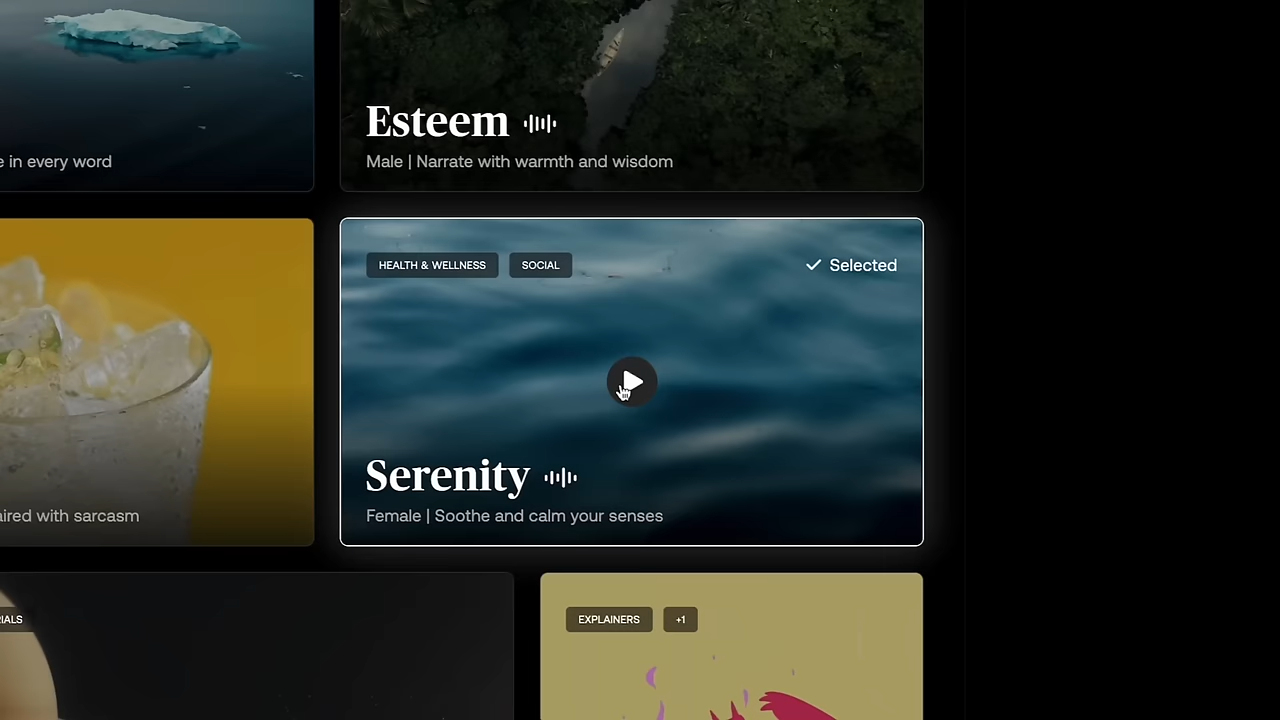 Esteem
e in every word
Male | Narrate with warmth and wisdom
HEALTH & WELLNESS
SOCIAL
Selected
Serenity
aired with sarcasm
Female | Soothe and calm your senses
RIALS
EXPLAINERS
+1